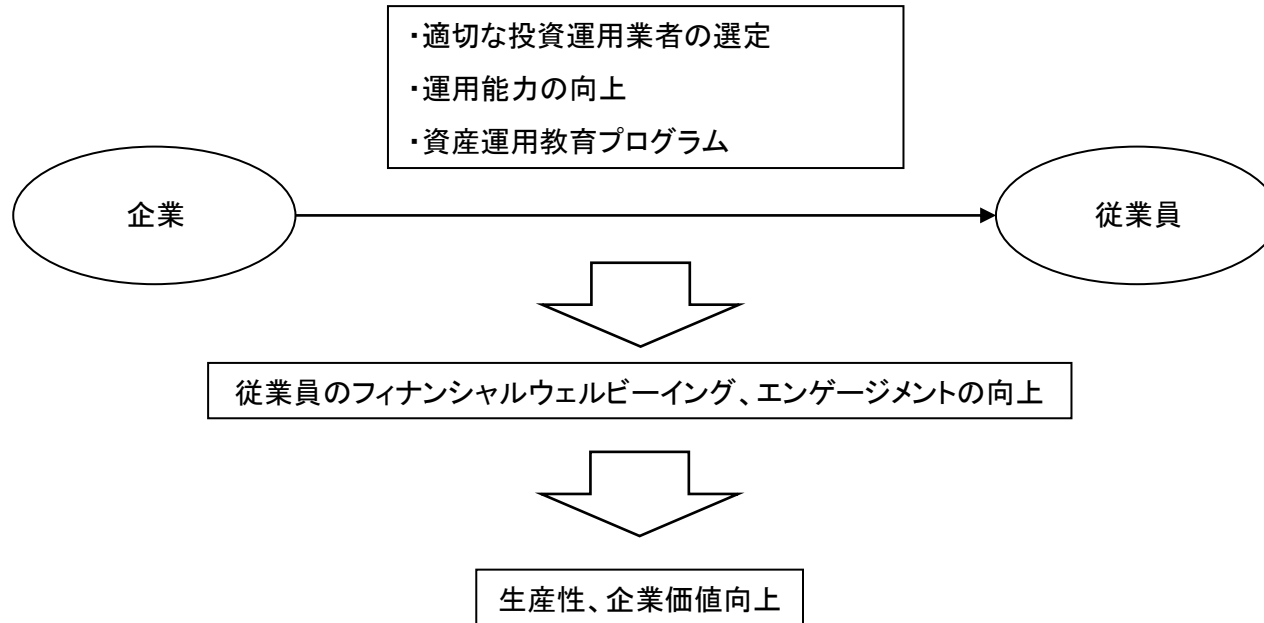 ・適切な投資運用業者の選定
・運用能力の向上
・資産運用教育プログラム
企業
従業員
従業員のフィナンシャルウェルビーイング、エンゲージメントの向上
生産性、企業価値向上